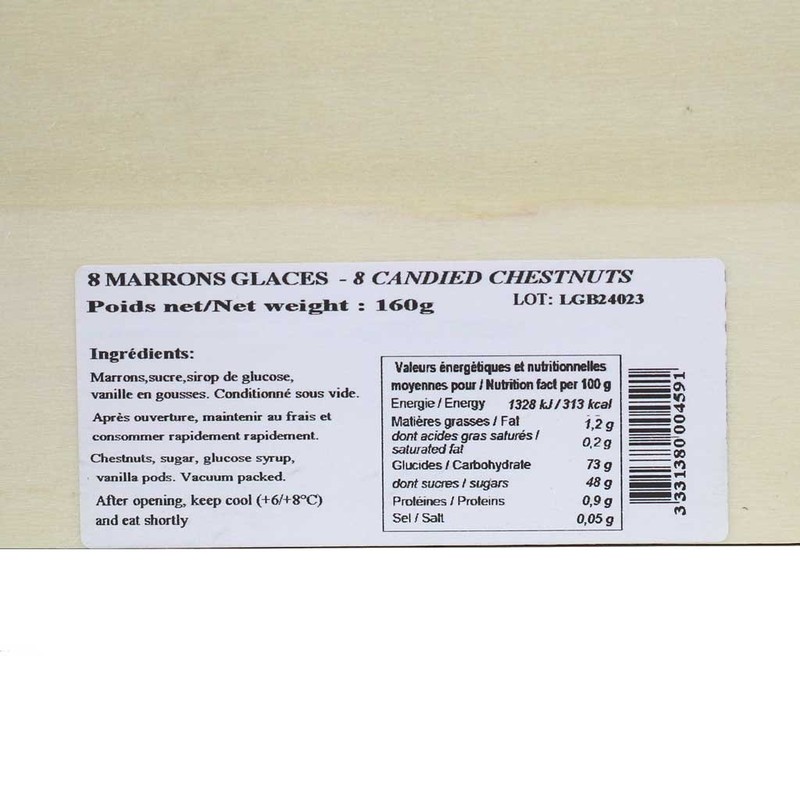 8 MARRONS GLACES - 8 CANDIED CHESTNUTS
Poids net/Net weight : 160g LOT: LGB24023
Ingrédients:
Marrons,sucre,sirop de glucose,
vanille en gousses. Conditionné sous vide.
Après ouverture, maintenir au frais et
consommer rapidement rapidement.
Chestnuts, sugar, glucose syrup,
vanilla pods. Vacuum packed.
After opening, keep cool (+6/+8°C)
and eat shortly
Valeurs énergètiques et nutritionnelles
moyennes pour / Nutrition fact per 100 g
Energie / Energy 1328 kJ / 313 kcal
Matières grasses / Fat 1,2 g
dont acides gras saturés /
saturated fat 0,2 g
Glucides / Carbohydrate 73 g
dont sucres / sugars 48 g
Protéines / Proteins 0,9 g
Sel / Salt 0,05 g
3331380004591